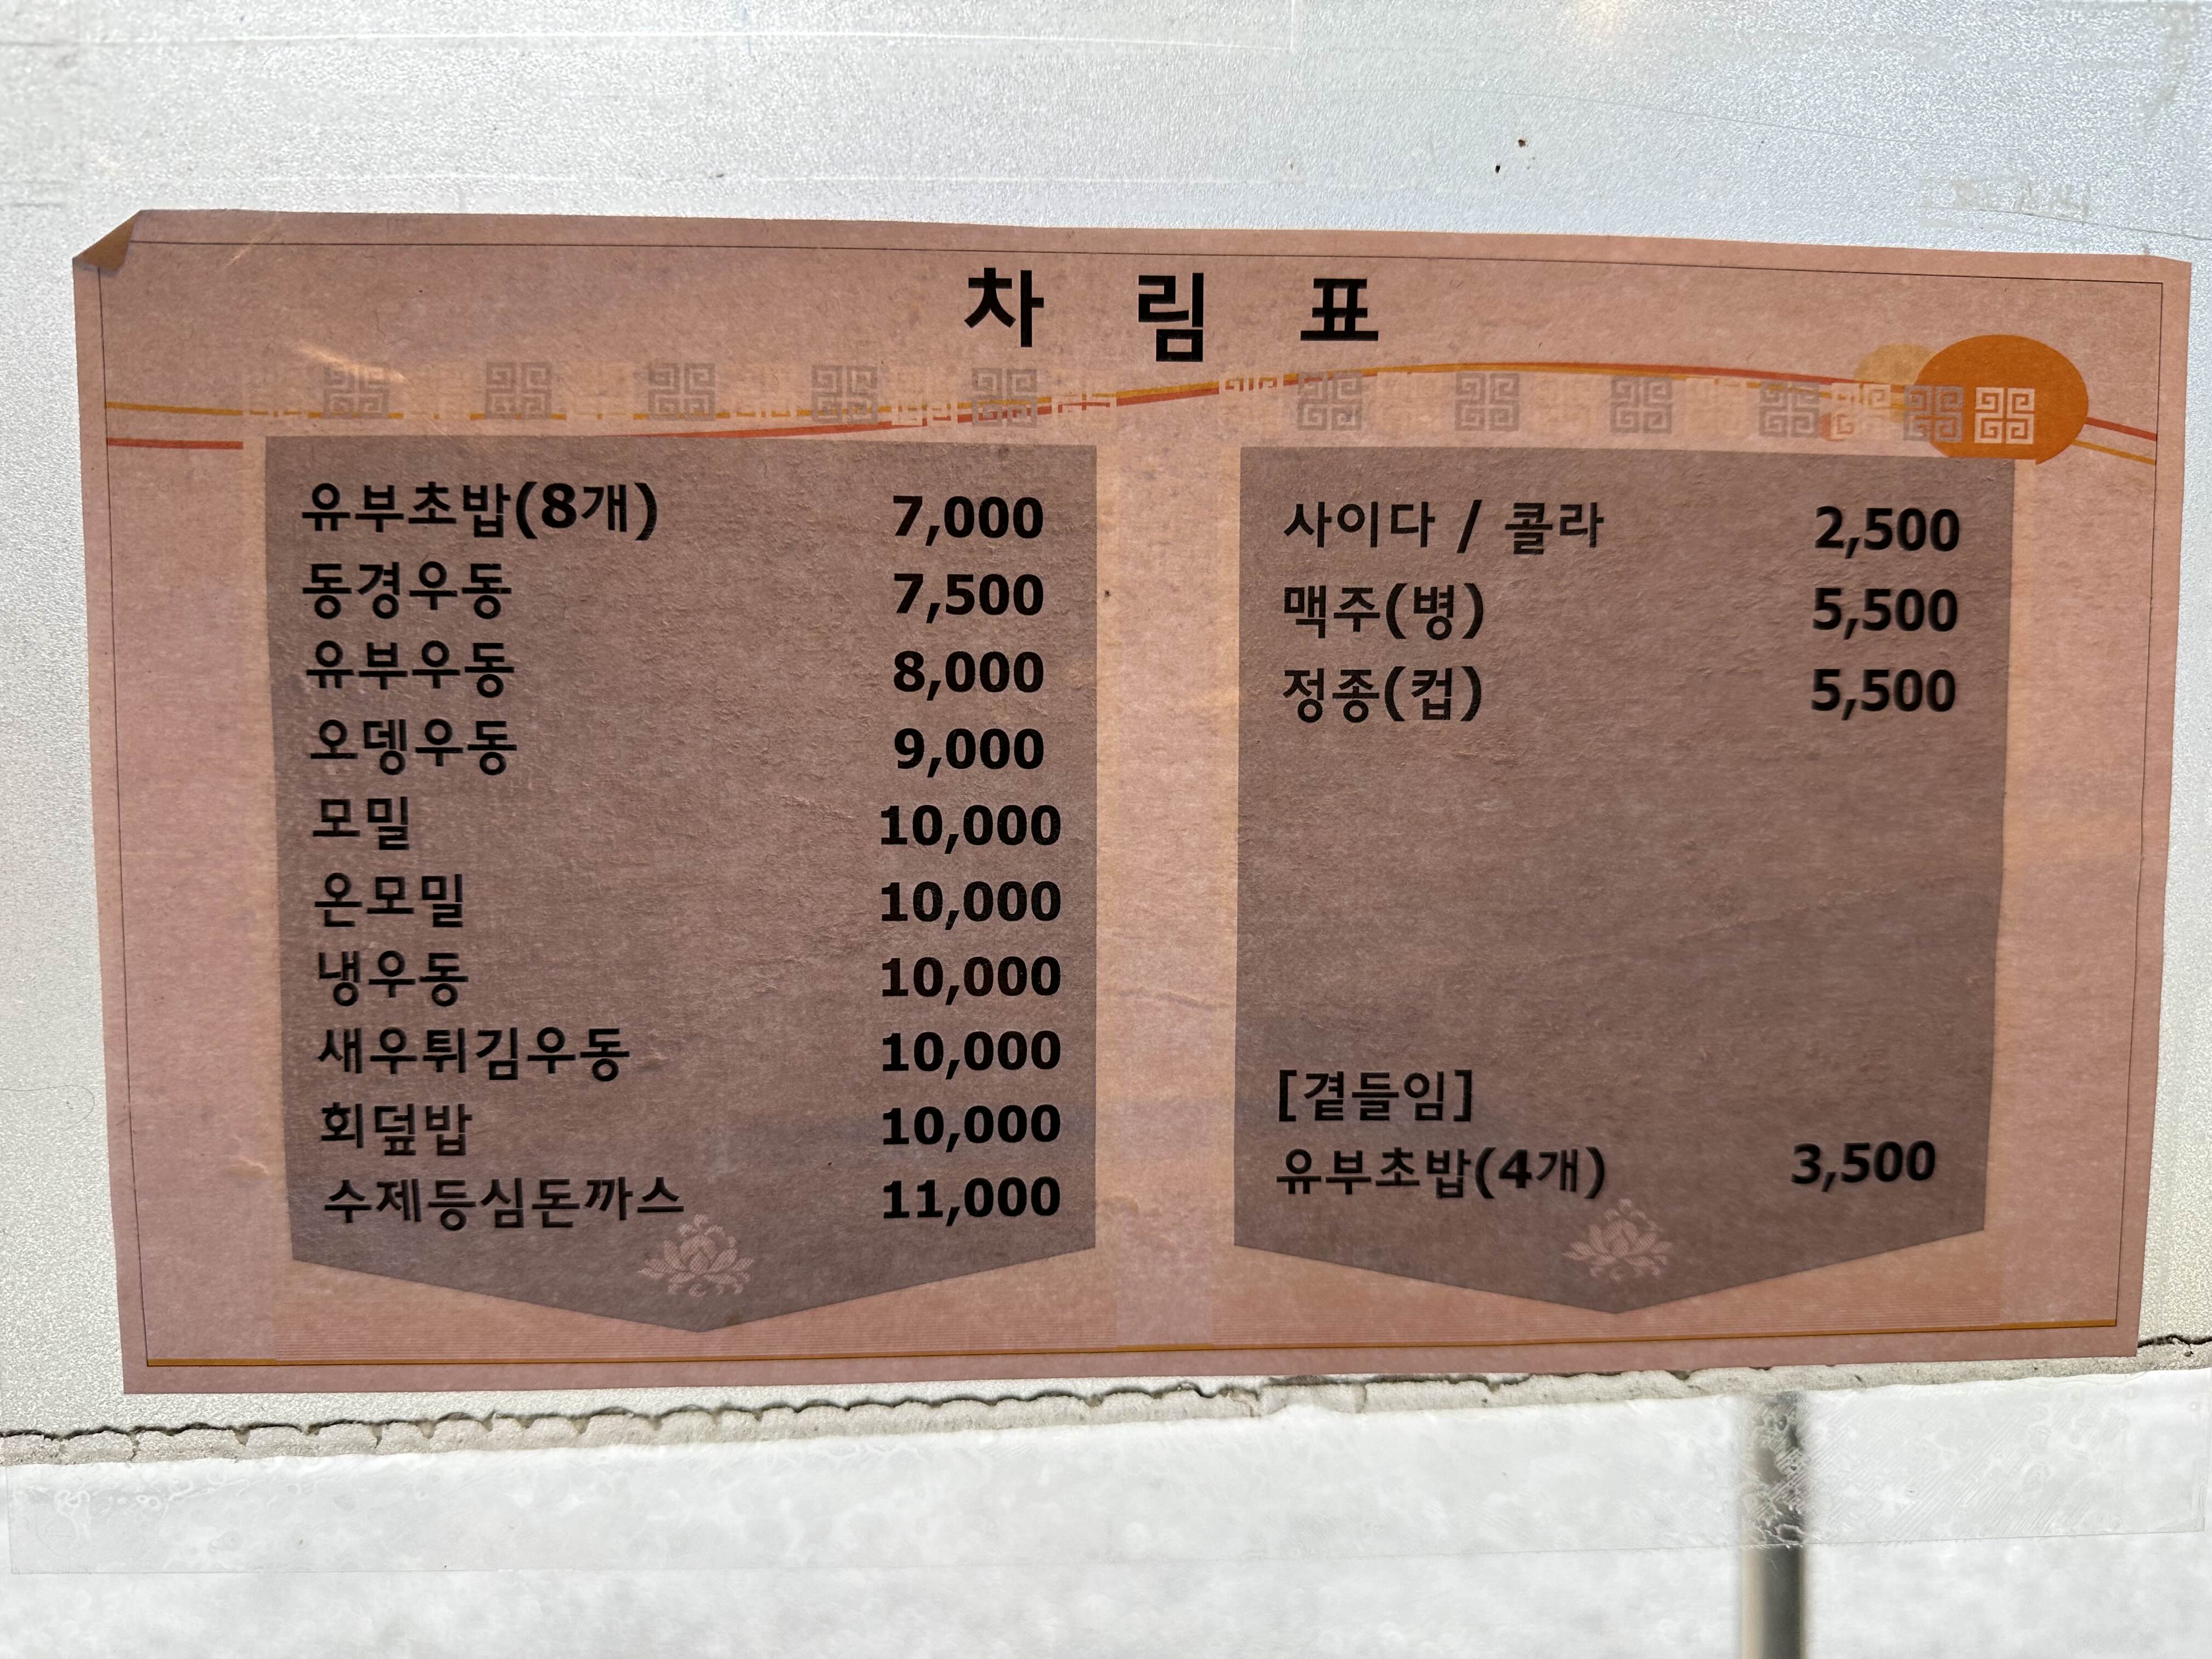 차 림 표
유부초밥(8개) 7,000
동경우동 7,500
유부우동 8,000
오뎅우동 9,000
모밀 10,000
온모밀 10,000
냉우동 10,000
새우튀김우동 10,000
회덮밥 10,000
수제등심돈까스 11,000
사이다 / 콜라 2,500
맥주(병) 5,500
정종(컵) 5,500
[곁들임]
유부초밥(4개) 3,500